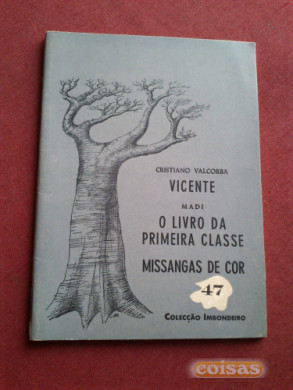 CRISTIANO VALCORBA
VICENTE
MADI
O LIVRO DA
PRIMEIRA CLASSE
MISSANGAS DE COR
47
COLECÇÃO IMBONDEIRO
coisas